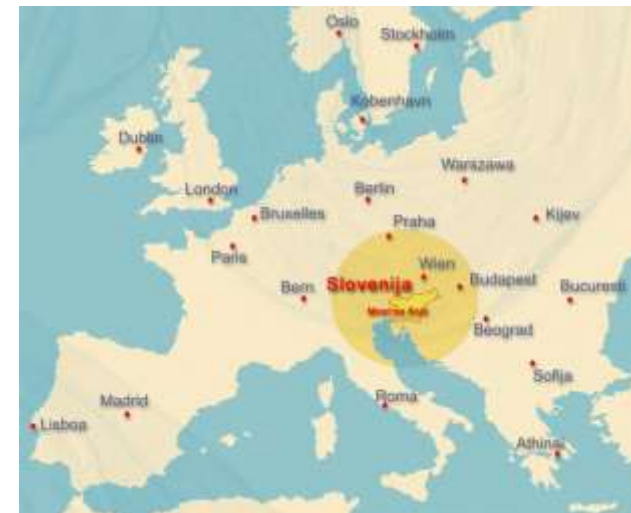 Oslo
Stockholm
København
Dublin
Warszawa
London
Berlin
Bruxelles
Kijev
Praha
Paris
Wien
Slovenija
Budapest
Bern
Bucuresti
Beograd
Sofija
Roma
Madrid
Lisboa
Athinai